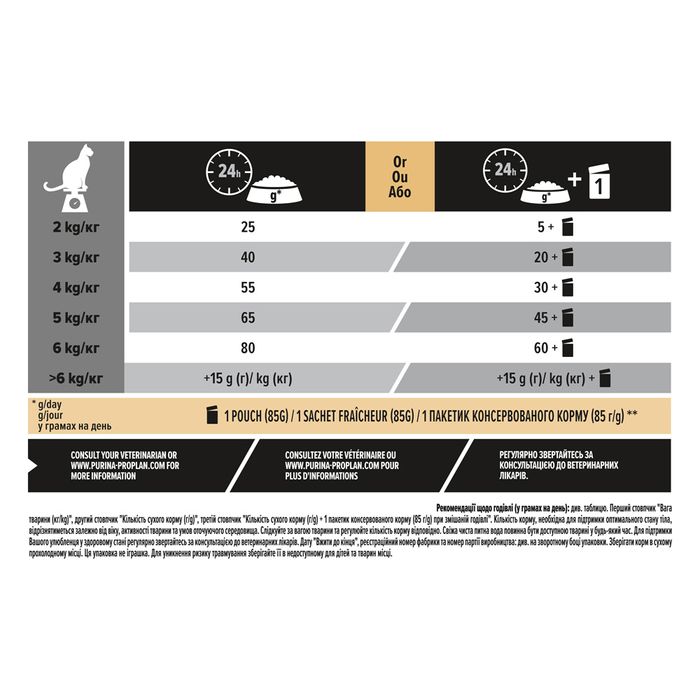 24h
g*
Or
Ou
Або
24h
g*
+
1
2 kg/кг 25 5 +
3 kg/кг 40 20 +
4 kg/кг 55 30 +
5 kg/кг 65 45 +
6 kg/кг 80 60 +
>6 kg/кг +15 g (г)/ kg (кг) +15 g (г)/ kg (кг) +
* g/day
g/jour
у грамах на день
1 POUCH (85G) / 1 SACHET FRAÎCHEUR (85G) / 1 ПАКЕТИК КОНСЕРВОВАНОГО КОРМУ (85 г/g) **
CONSULT YOUR VETERINARIAN OR
WWW.PURINA-PROPLAN.COM FOR
MORE INFORMATION
CONSULTEZ VOTRE VÉTÉRINAIRE OU
WWW.PURINA-PROPLAN.COM POUR
PLUS D'INFORMATIONS
РЕГУЛЯРНО ЗВЕРТАЙТЕСЬ ЗА
КОНСУЛЬТАЦІЄЮ ДО ВЕТЕРИНАРНИХ
ЛІКАРІВ.
Рекомендації щодо годівлі (у грамах на день): див. таблицю. Перший стовпчик "Вага
тварини (кг/kg)", другий стовпчик "Кількість сухого корму (г/g)", третій стовпчик "Кількість сухого корму (г/g) + 1 пакетик консервованого корму (85 г/g) при змішаній годівлі". Кількість корму, необхідна для підтримки оптимального стану тіла,
відрізнятиметься залежно від віку, активності тварини та умов оточуючого середовища. Слідкуйте за вагою тварини та регулюйте кількість корму відповідно. Свіжа чиста питна вода повинна бути доступною тварині у будь-який час. Для підтримки
Вашого улюбленця у здоровому стані регулярно звертайтесь за консультацією до ветеринарних лікарів. Дату "Вжити до кінця", реєстраційний номер фабрики та номер партії виробництва: див. на зворотному боці упаковки. Зберігати корм в сухому
прохолодному місці. Ця упаковка не іграшка. Для уникнення ризику травмування зберігайте її в недоступному для дітей та тварин місці.